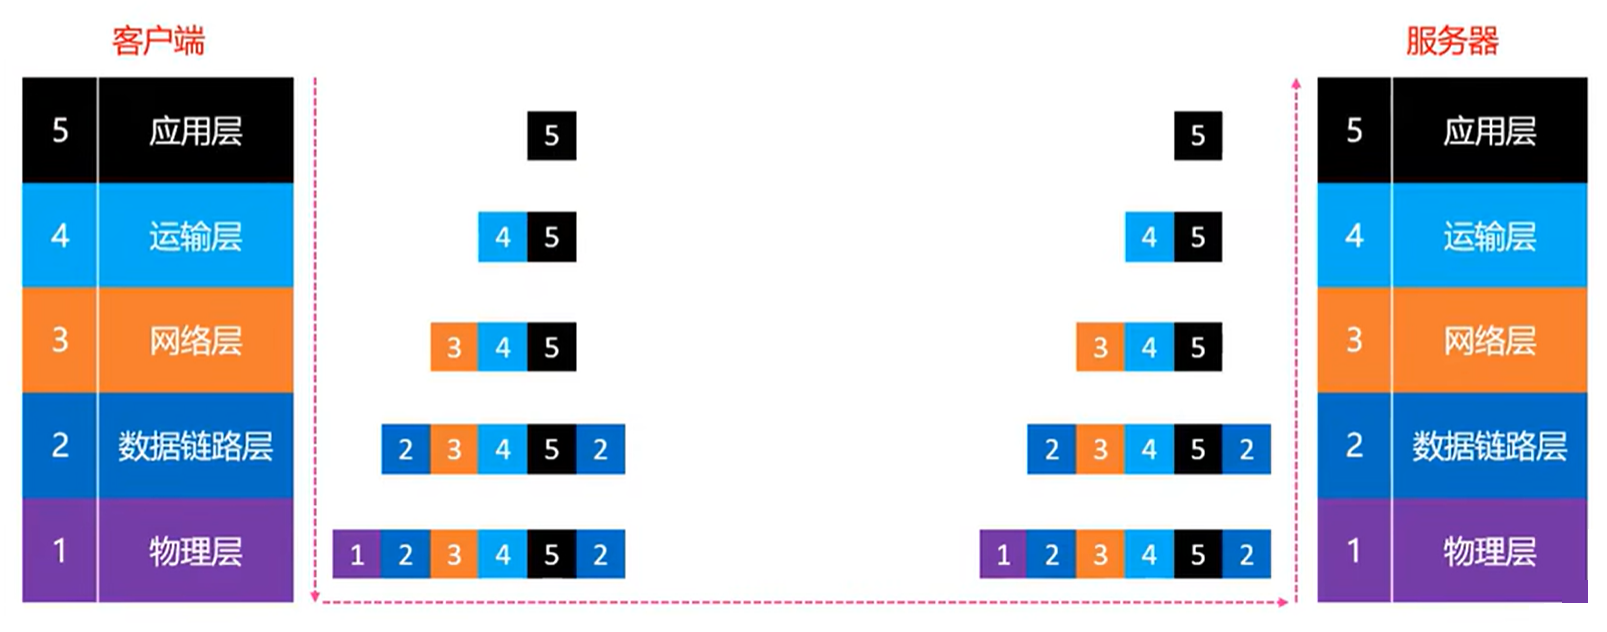 客户端 服务器
5 应用层 5 5 5 应用层
4 运输层 4 5 4 5 4 运输层
3 网络层 3 4 5 3 4 5 3 网络层
2 数据链路层 2 3 4 5 2 2 3 4 5 2 2 数据链路层
1 物理层 1 2 3 4 5 2 1 2 3 4 5 2 1 物理层